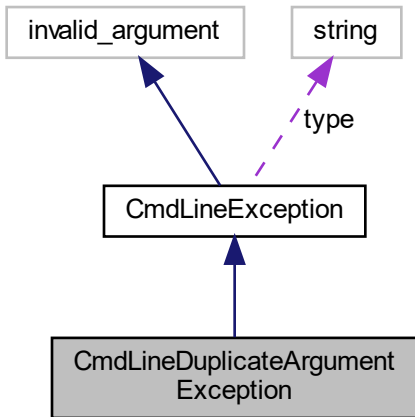 invalid_argument
string
type
CmdLineException
CmdLineDuplicateArgument
Exception